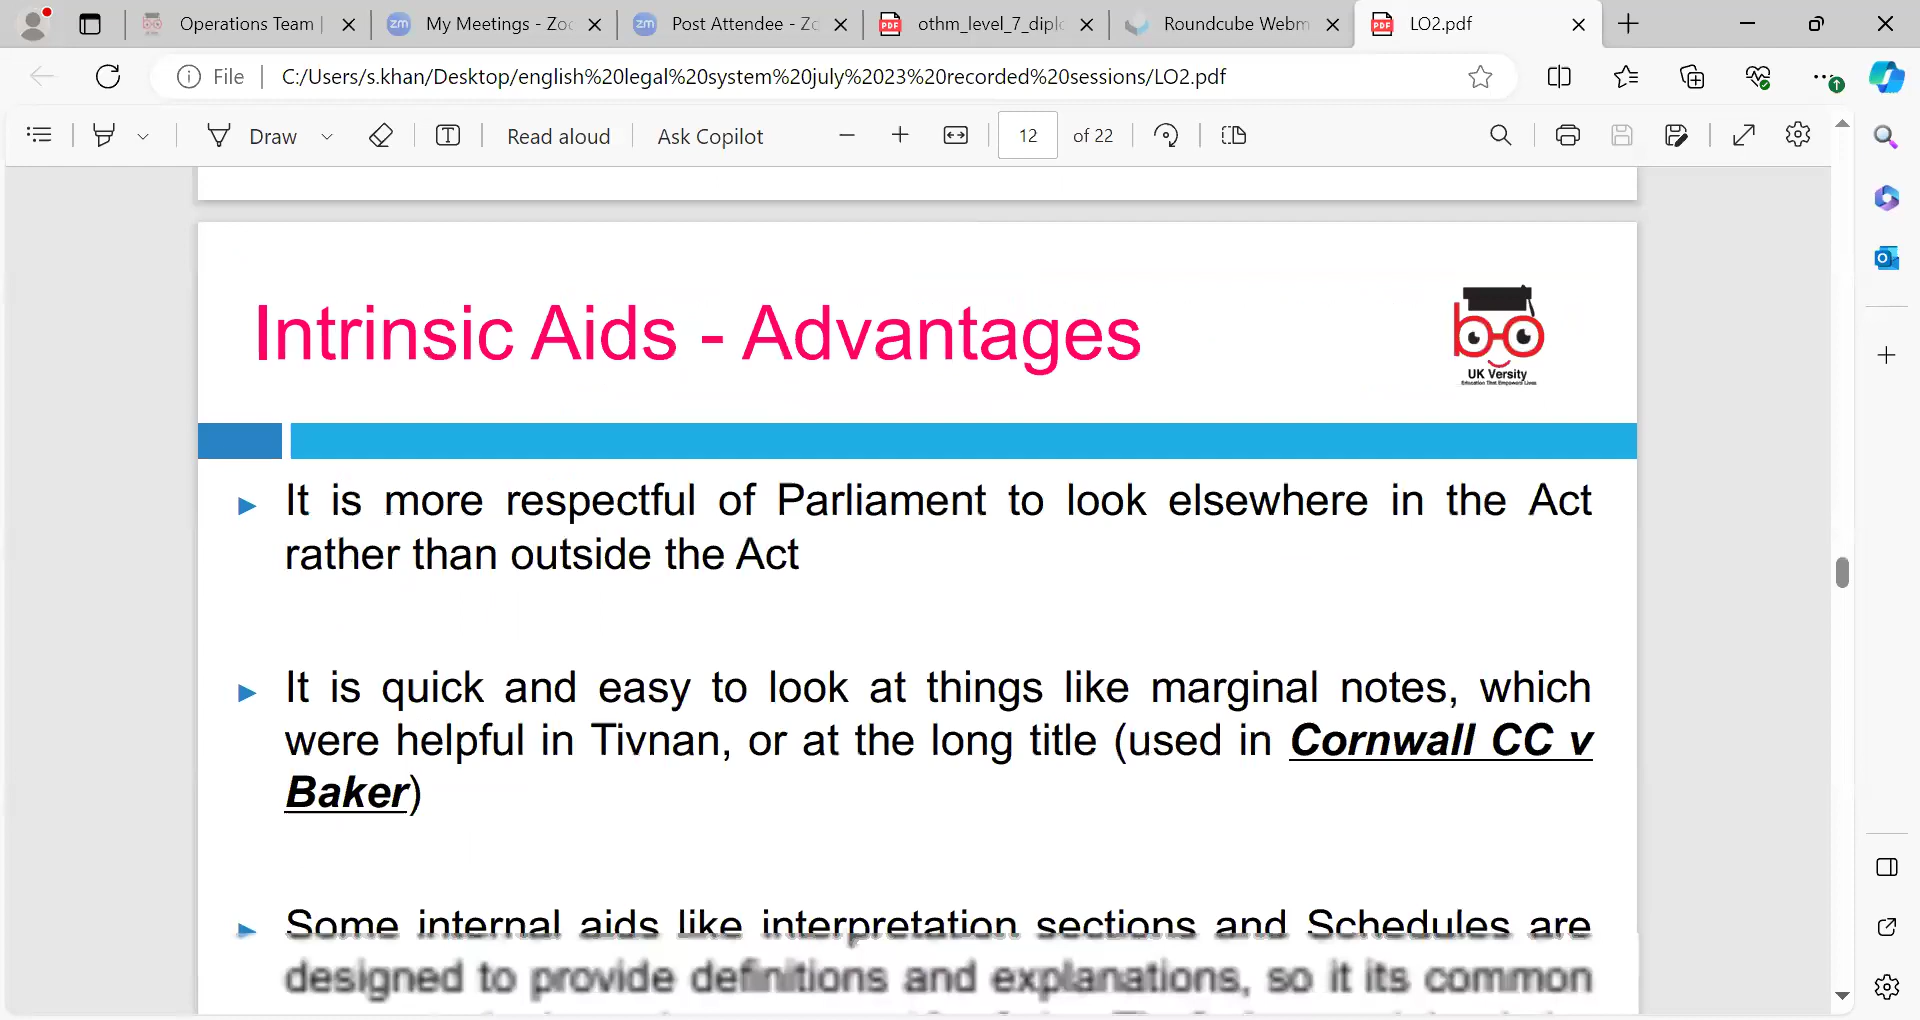 Operations Team |
My Meetings - Zoo
Post Attendee - Zo
othm_level_7_diplo
Roundcube Webm
LO2.pdf
File
C:/Users/s.khan/Desktop/english%20legal%20system%20july%2023%20recorded%20sessions/LO2.pdf
Draw
Read aloud
Ask Copilot
12
of 22
Intrinsic Aids - Advantages
UK Versity
Education That Empowers Lives
It is more respectful of Parliament to look elsewhere in the Act
rather than outside the Act
It is quick and easy to look at things like marginal notes, which
were helpful in Tivnan, or at the long title (used in Cornwall CC v
Baker)
Some internal aids like interpretation sections and Schedules are
designed to provide definitions and explanations, so it its common